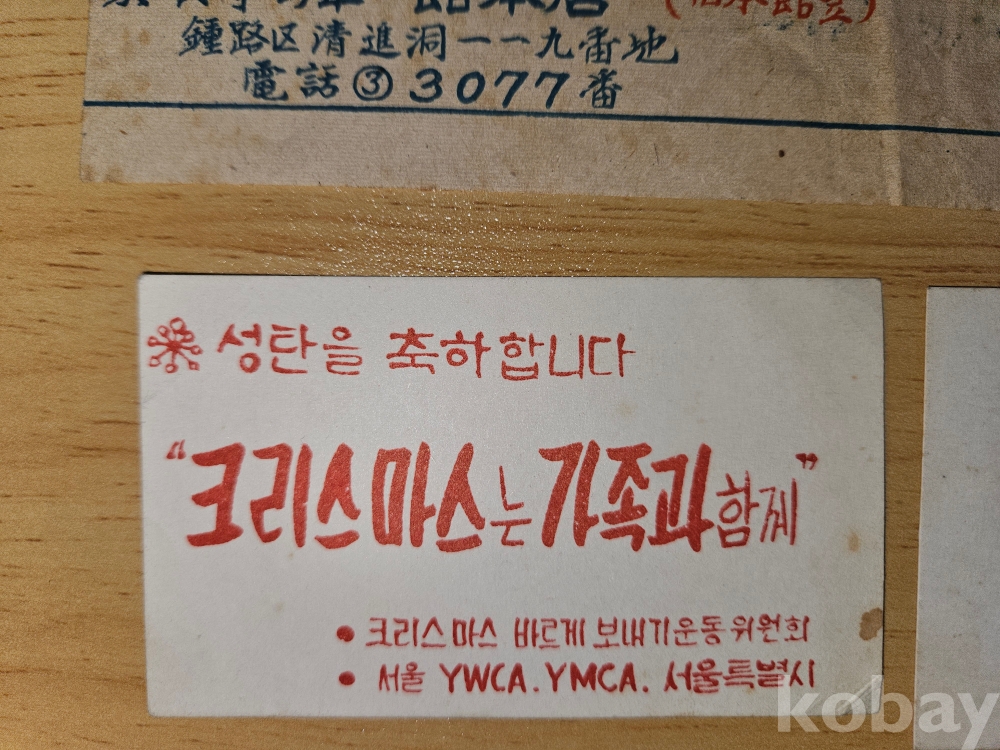 鍾路区清進洞一一九番地
電話③3077番
성탄을 축하합니다
"크리스마스는 가족과 함께"
• 크리스마스 바르게 보내기운동위원회
• 서울 YWCA. YMCA. 서울특별시
kobay